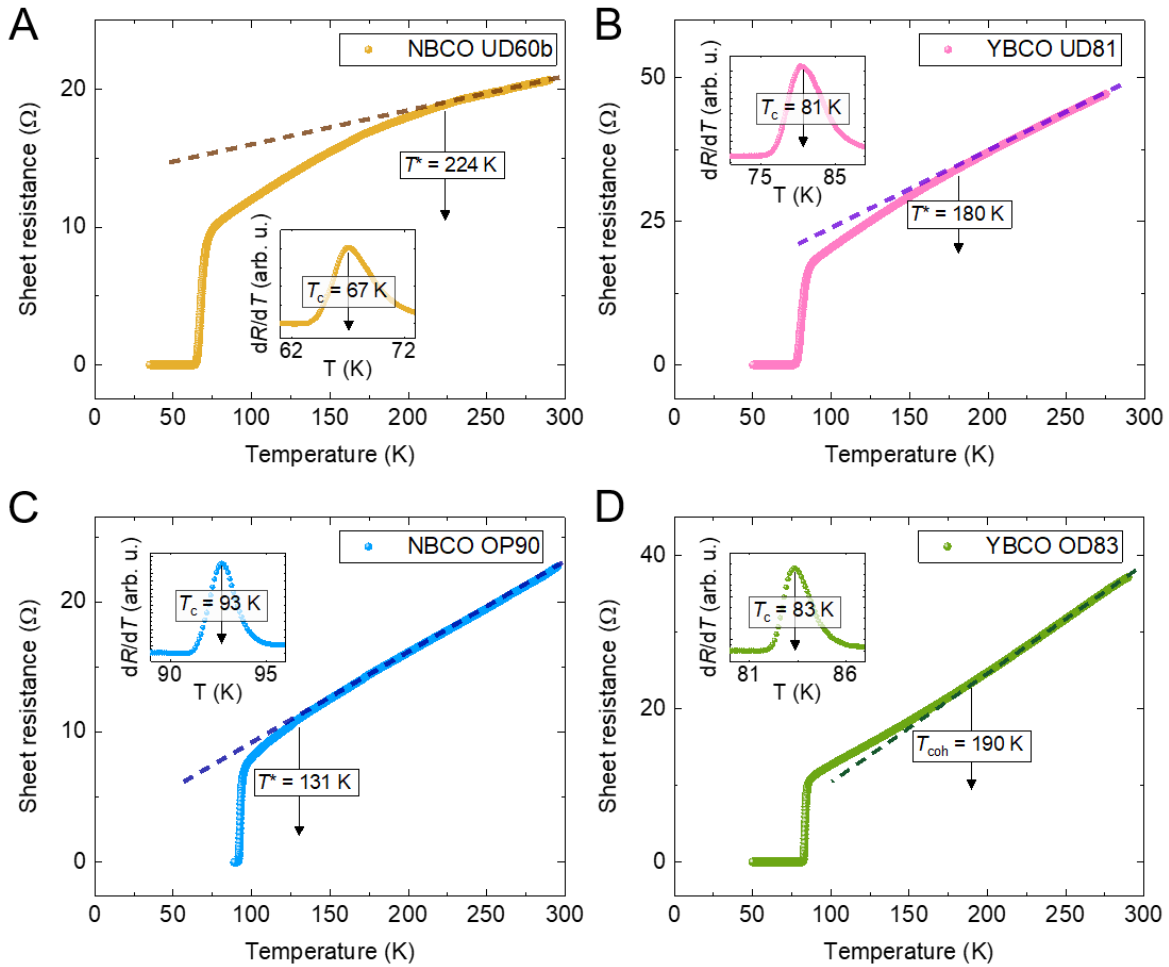 A
NBCO UD60b
Sheet resistance (Ω)
20
10
0
T* = 224 K
dR/dT (arb. u.)
Tc = 67 K
62
72
T (K)
0
50
100
150
200
250
300
Temperature (K)
B
YBCO UD81
Sheet resistance (Ω)
50
25
0
dR/dT (arb. u.)
Tc = 81 K
75
85
T (K)
T* = 180 K
0
50
100
150
200
250
300
Temperature (K)
C
NBCO OP90
Sheet resistance (Ω)
20
10
0
dR/dT (arb. u.)
Tc = 93 K
90
95
T (K)
T* = 131 K
0
50
100
150
200
250
300
Temperature (K)
D
YBCO OD83
Sheet resistance (Ω)
40
20
0
dR/dT (arb. u.)
Tc = 83 K
81
86
T (K)
Tcoh = 190 K
0
50
100
150
200
250
300
Temperature (K)